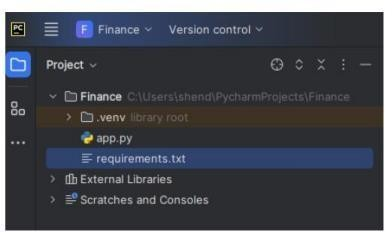 PC F Finance Version control
Project
Finance C:\Users\shend\PycharmProjects\Finance
.venv library root
app.py
requirements.txt
External Libraries
Scratches and Consoles